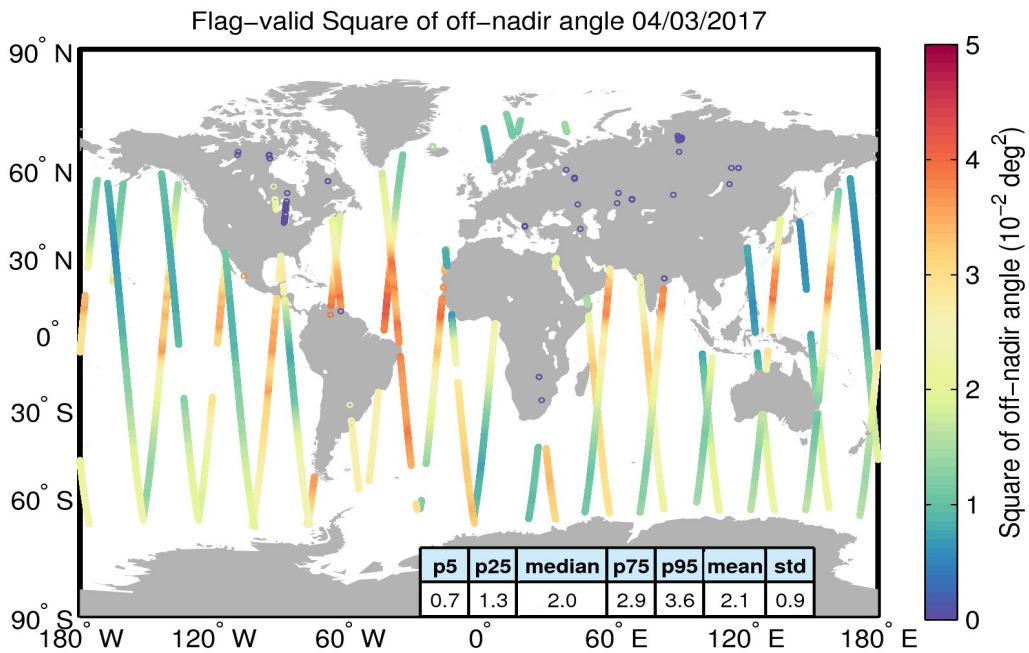 Flag−valid Square of off−nadir angle 04/03/2017
90° N
60° N
30° N
0°
30° S
60° S
90° S
180° W
120° W
60° W
0°
60° E
120° E
180° E
p5 p25 median p75 p95 mean std
0.7 1.3 2.0 2.9 3.6 2.1 0.9
5
4
3
2
1
0
Square of off−nadir angle (10⁻² deg²)